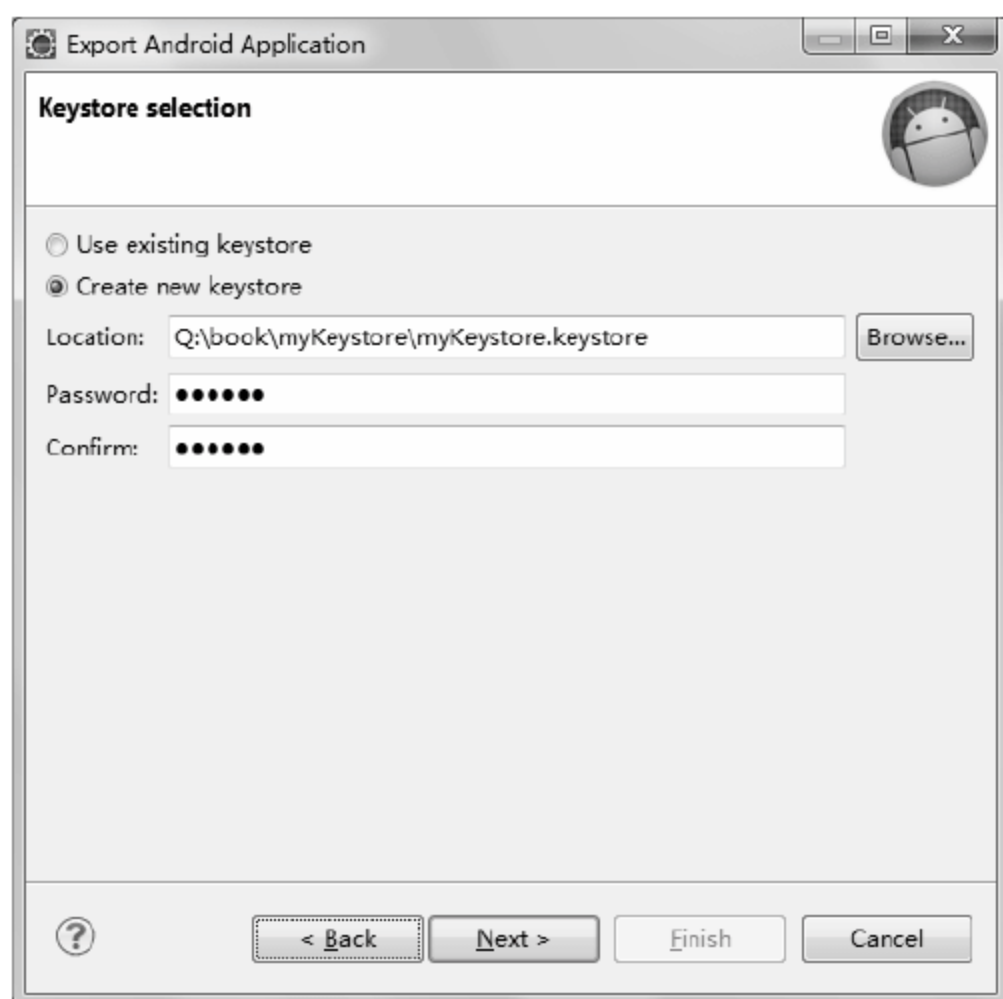 Export Android Application
Keystore selection
Use existing keystore
Create new keystore
Location: Q:\book\myKeystore\myKeystore.keystore Browse...
Password: ●●●●●●
Confirm: ●●●●●●
? < Back Next > Finish Cancel